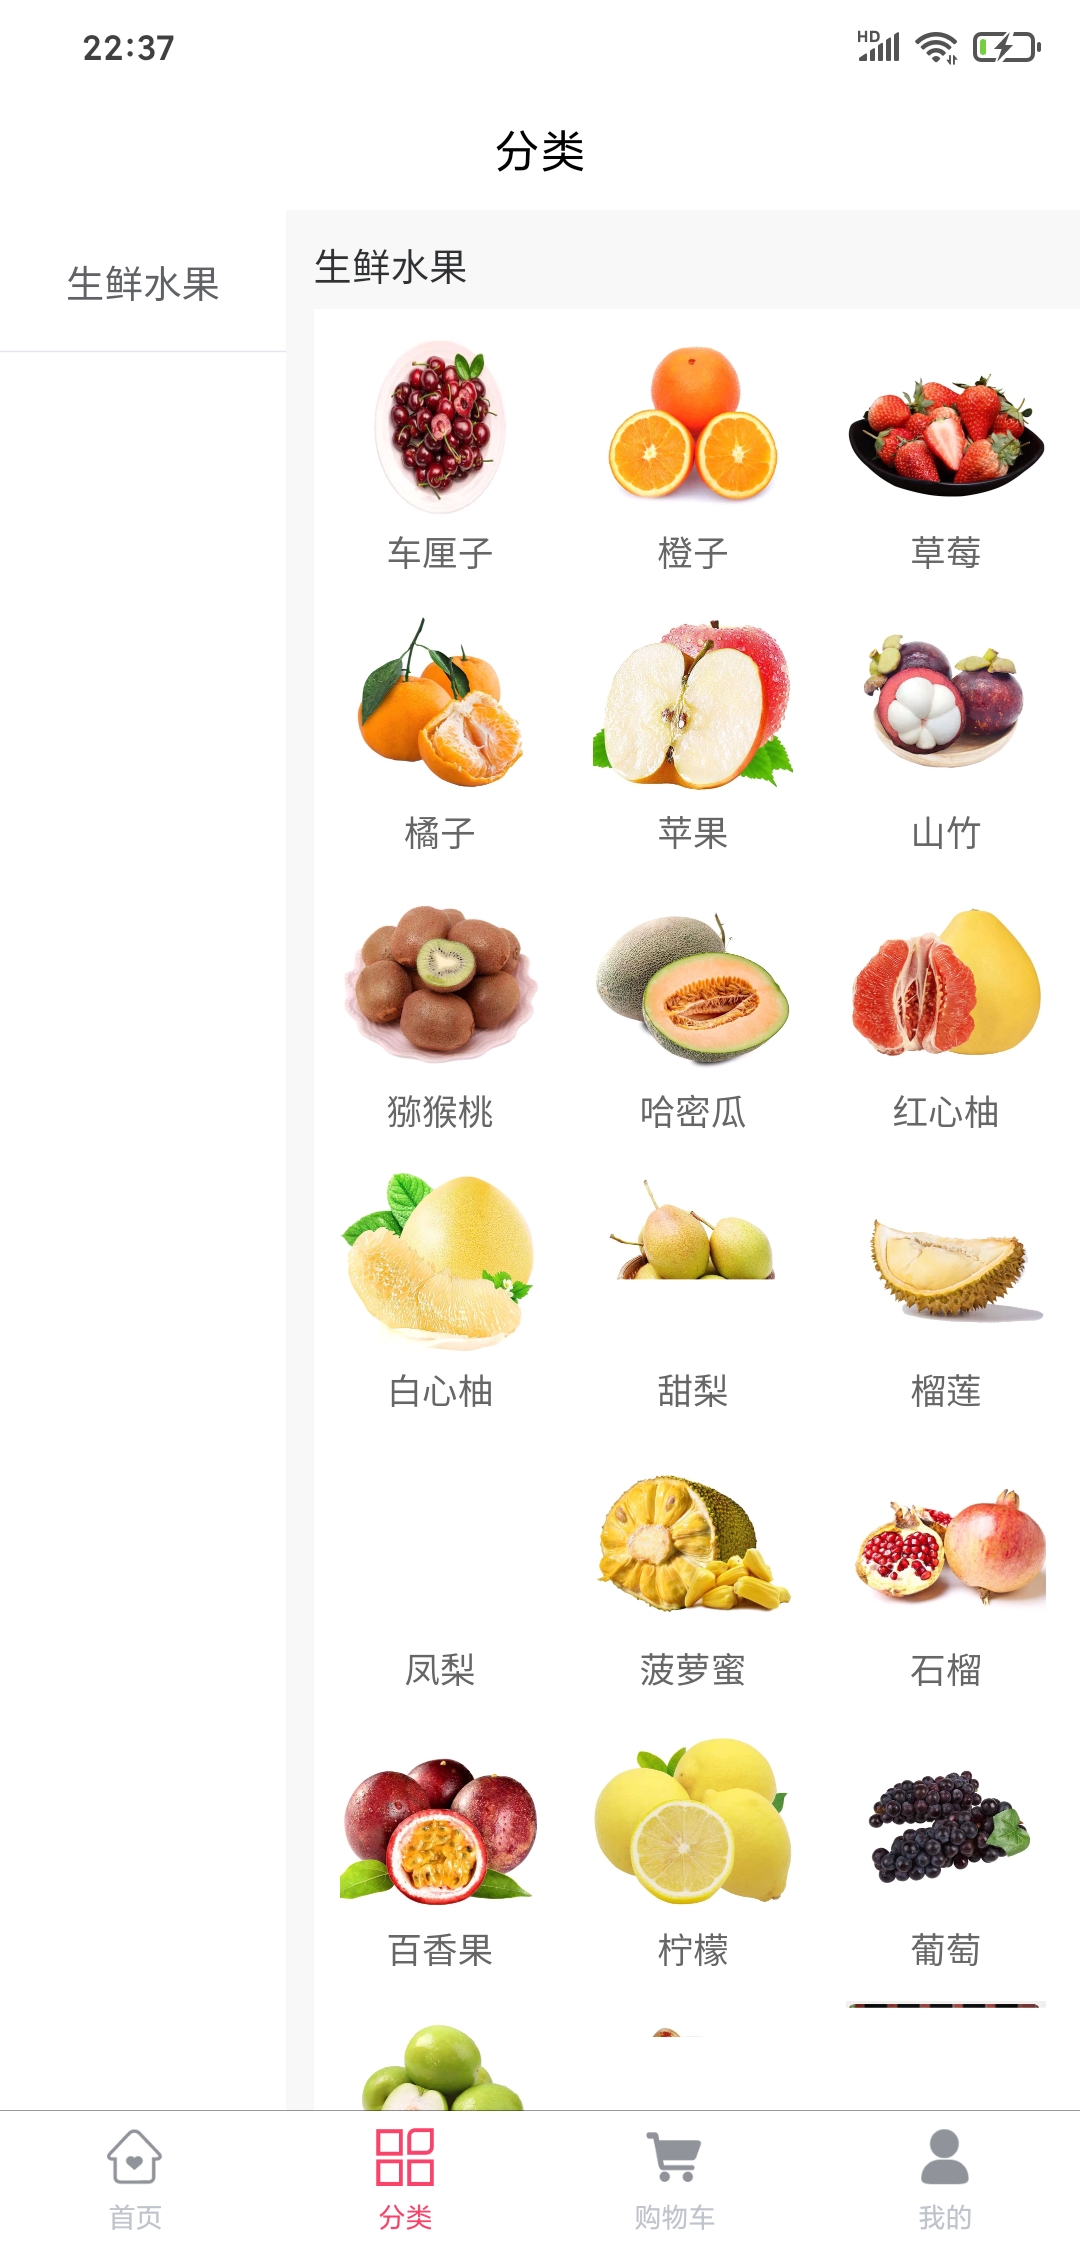 22:37
HD
分类
生鲜水果
生鲜水果
车厘子
橙子
草莓
橘子
苹果
山竹
猕猴桃
哈密瓜
红心柚
白心柚
甜梨
榴莲
凤梨
菠萝蜜
石榴
百香果
柠檬
葡萄
首页
分类
购物车
我的